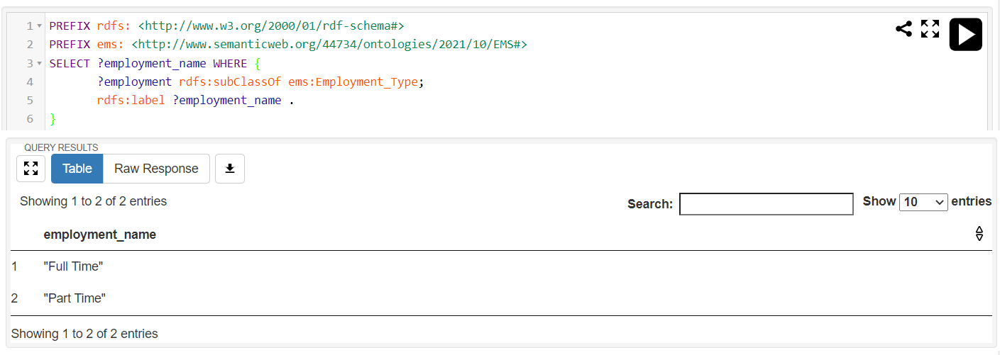 1 PREFIX rdfs: <http://www.w3.org/2000/01/rdf-schema#>
2 PREFIX ems: <http://www.semanticweb.org/44734/ontologies/2021/10/EMS#>
3 SELECT ?employment_name WHERE {
4 ?employment rdfs:subClassOf ems:Employment_Type;
5 rdfs:label ?employment_name .
6 }
QUERY RESULTS
Table Raw Response
Showing 1 to 2 of 2 entries Search: Show 10 entries
employment_name
1 "Full Time"
2 "Part Time"
Showing 1 to 2 of 2 entries